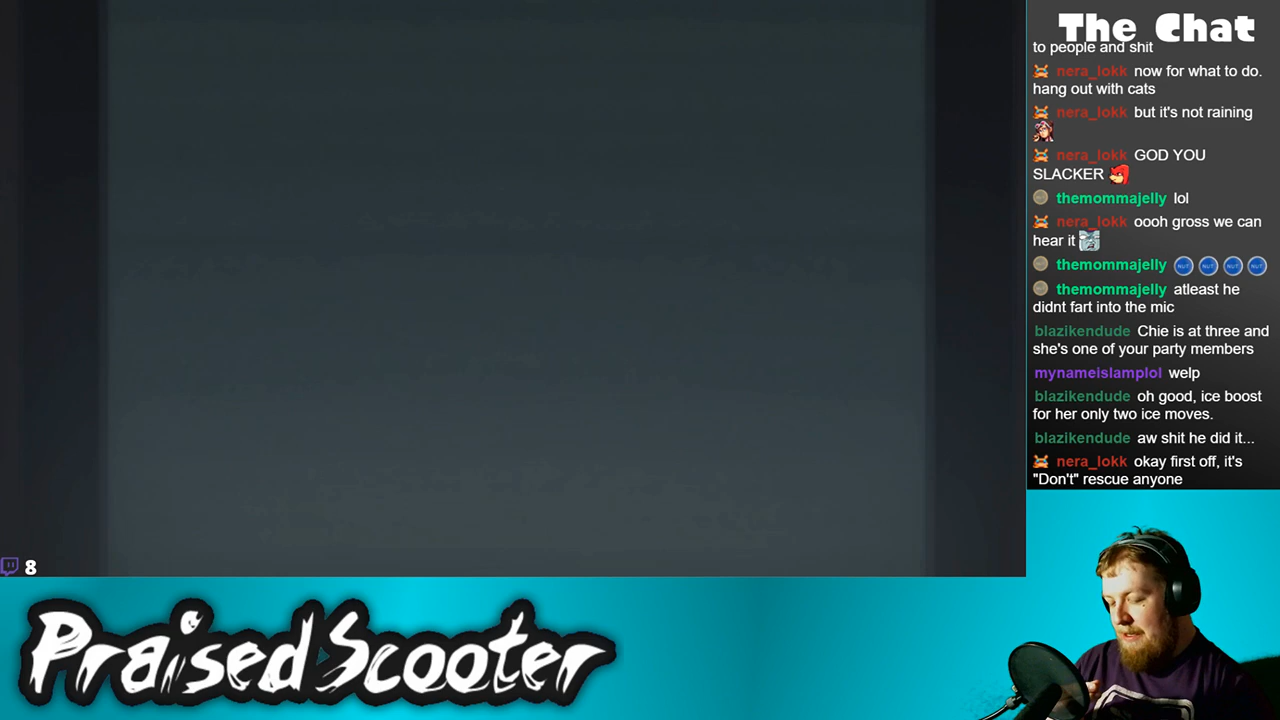 The Chat
to people and shit
nera_lokk now for what to do.
hang out with cats
nera_lokk but it's not raining
nera_lokk GOD YOU
SLACKER
themommajelly lol
nera_lokk oooh gross we can
hear it
themommajelly NUT NUT NUT NUT
themommajelly atleast he
didnt fart into the mic
blazikendude Chie is at three and
she's one of your party members
mynameislamplol welp
blazikendude oh good, ice boost
for her only two ice moves.
blazikendude aw shit he did it...
nera_lokk okay first off, it's
"Don't" rescue anyone
8
PraisedScooter